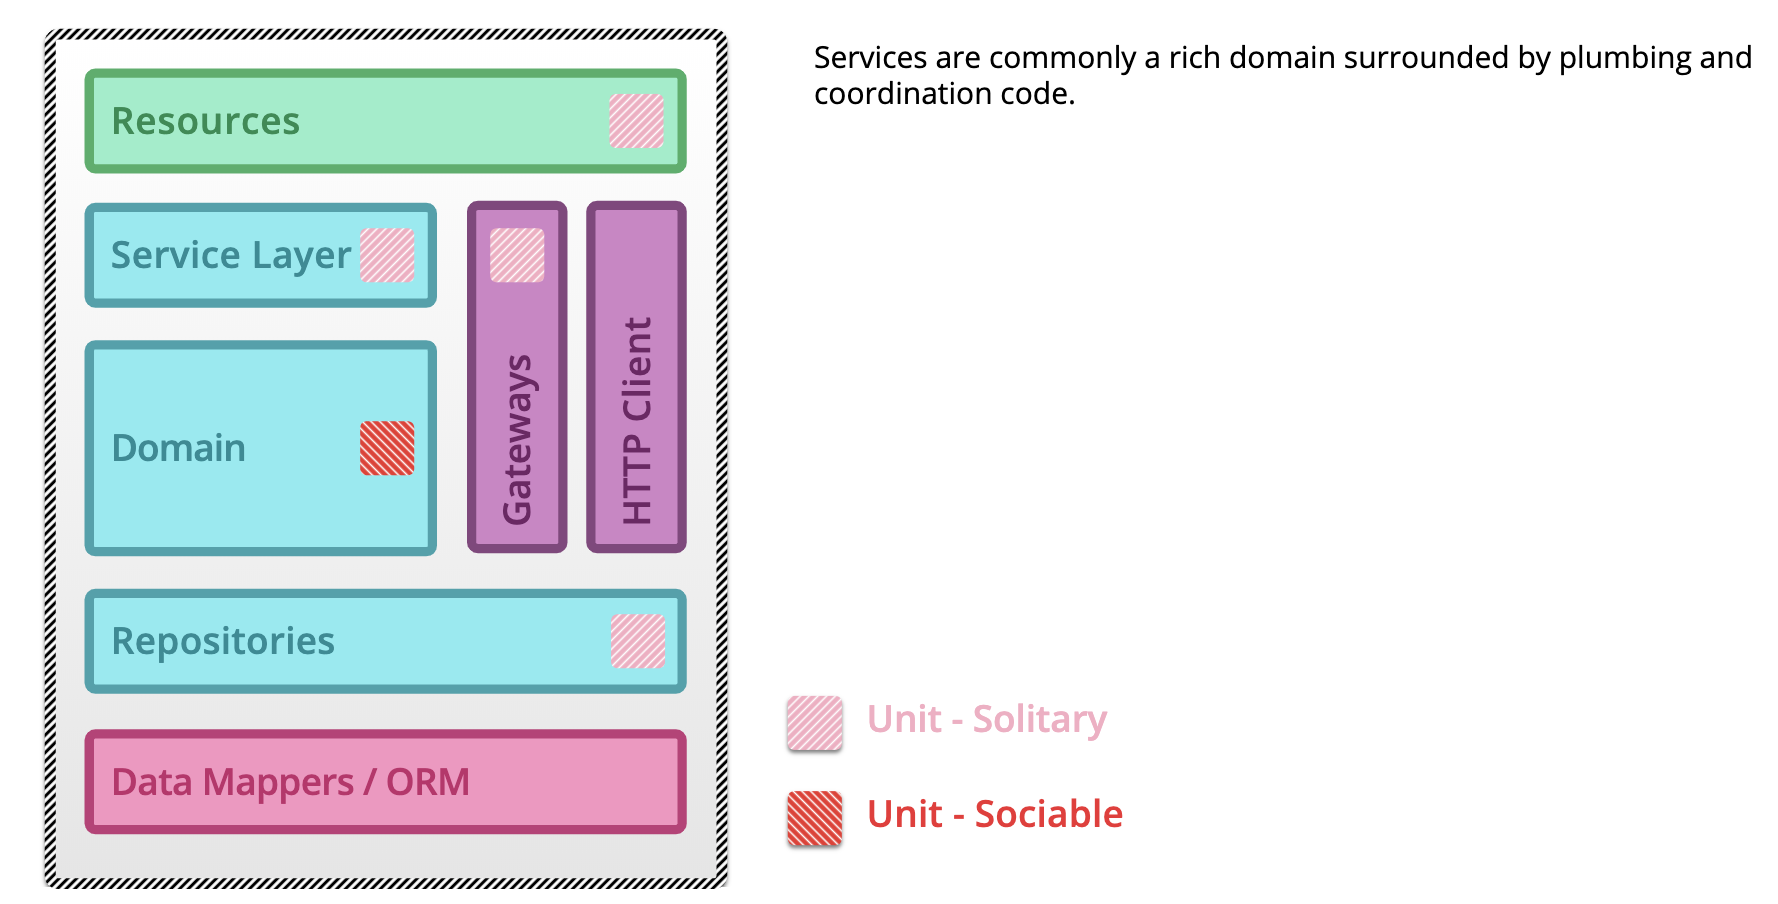 Services are commonly a rich domain surrounded by plumbing and
coordination code.
Resources
Service Layer
Domain
Gateways
HTTP Client
Repositories
Data Mappers / ORM
Unit - Solitary
Unit - Sociable